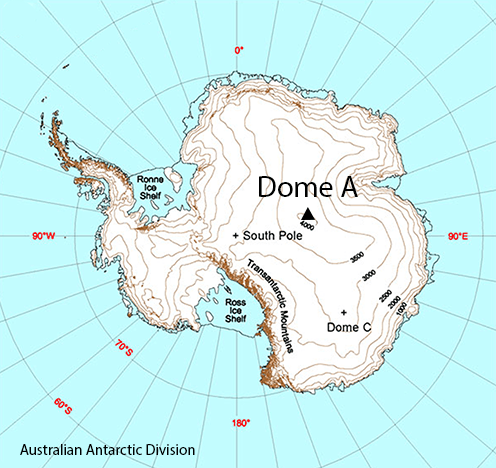 0°
Ronne
Ice
Shelf
Dome A
4000
90°W
South Pole
90°E
3500
3000
2500
2000
1000
Transantarctic Mountains
Ross
Ice
Shelf
Dome C
70°S
60°S
180°
Australian Antarctic Division